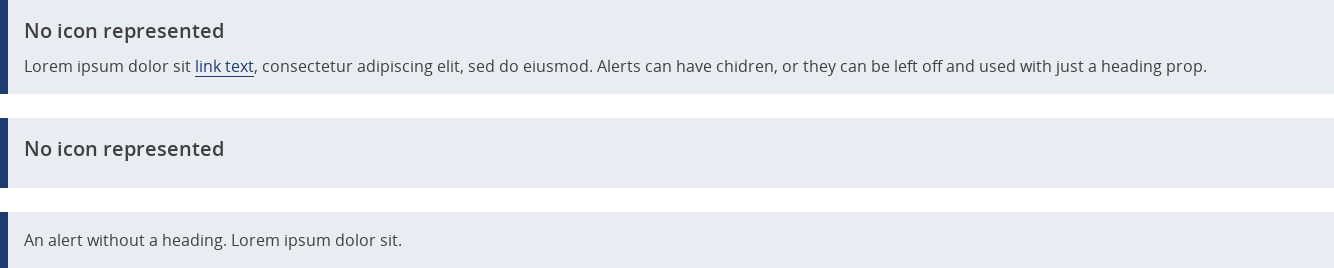 No icon represented
Lorem ipsum dolor sit link text, consectetur adipiscing elit, sed do eiusmod. Alerts can have chidren, or they can be left off and used with just a heading prop.
No icon represented
An alert without a heading. Lorem ipsum dolor sit.